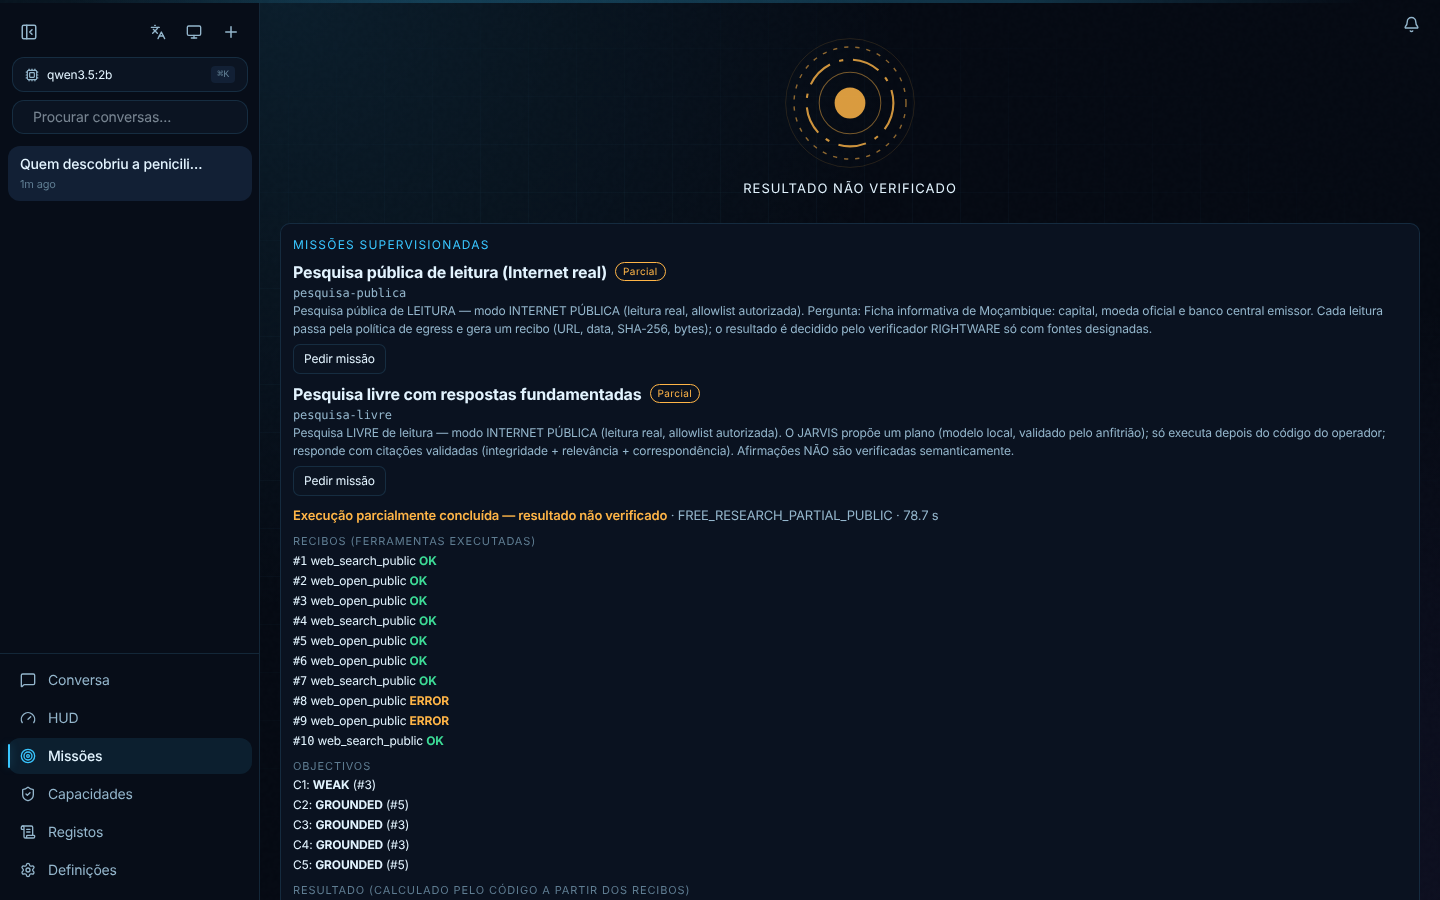 qwen3.5:2b
⌘K
Procurar conversas...
Quem descobriu a penicili...
1m ago
Conversa
HUD
Missões
Capacidades
Registos
Definições
RESULTADO NÃO VERIFICADO
MISSÕES SUPERVISIONADAS
Pesquisa pública de leitura (Internet real) Parcial
pesquisa-publica
Pesquisa pública de LEITURA — modo INTERNET PÚBLICA (leitura real, allowlist autorizada). Pergunta: Ficha informativa de Moçambique: capital, moeda oficial e banco central emissor. Cada leitura
passa pela política de egress e gera um recibo (URL, data, SHA-256, bytes); o resultado é decidido pelo verificador RIGHTWARE só com fontes designadas.
Pedir missão
Pesquisa livre com respostas fundamentadas Parcial
pesquisa-livre
Pesquisa LIVRE de leitura — modo INTERNET PÚBLICA (leitura real, allowlist autorizada). O JARVIS propõe um plano (modelo local, validado pelo anfitrião); só executa depois do código do operador;
responde com citações validadas (integridade + relevância + correspondência). Afirmações NÃO são verificadas semanticamente.
Pedir missão
Execução parcialmente concluída — resultado não verificado · FREE_RESEARCH_PARTIAL_PUBLIC · 78.7 s
RECIBOS (FERRAMENTAS EXECUTADAS)
#1 web_search_public OK
#2 web_open_public OK
#3 web_open_public OK
#4 web_search_public OK
#5 web_open_public OK
#6 web_open_public OK
#7 web_search_public OK
#8 web_open_public ERROR
#9 web_open_public ERROR
#10 web_search_public OK
OBJECTIVOS
C1: WEAK (#3)
C2: GROUNDED (#5)
C3: GROUNDED (#3)
C4: GROUNDED (#3)
C5: GROUNDED (#5)
RESULTADO (CALCULADO PELO CÓDIGO A PARTIR DOS RECIBOS)